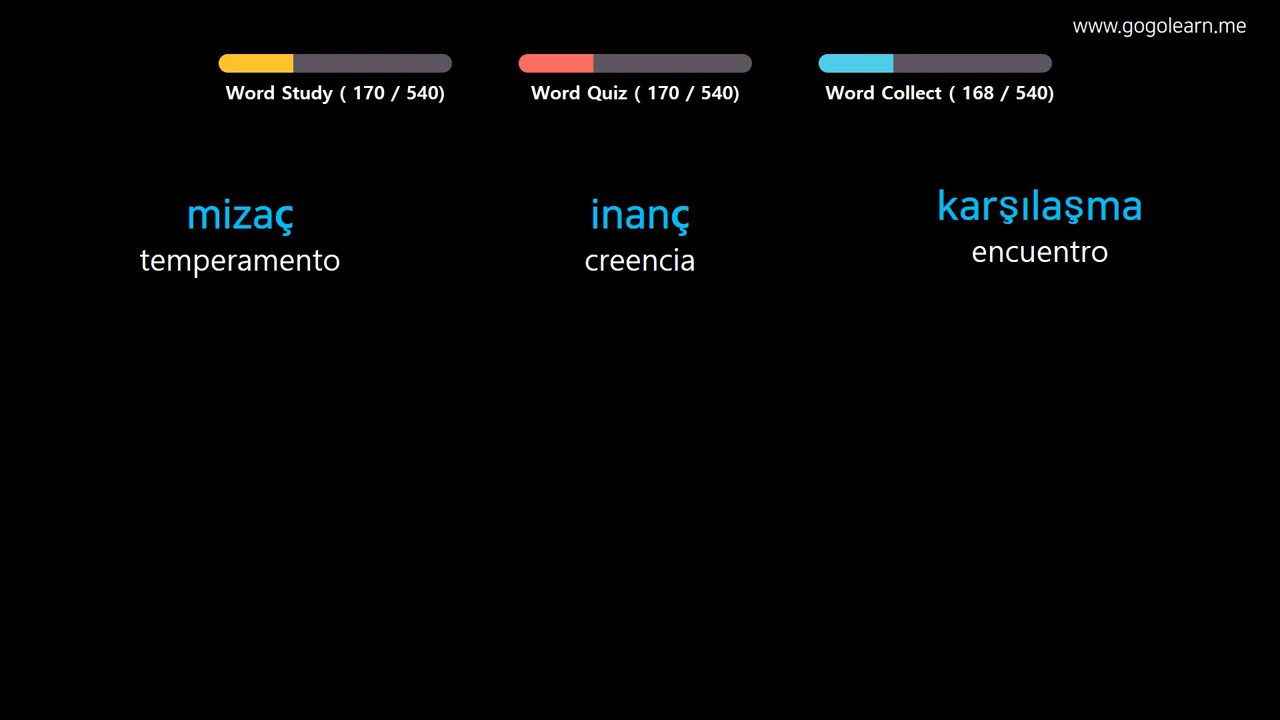 www.gogolearn.me
Word Study ( 170 / 540)
Word Quiz ( 170 / 540)
Word Collect ( 168 / 540)
mizaç
temperamento
inanç
creencia
karşılaşma
encuentro